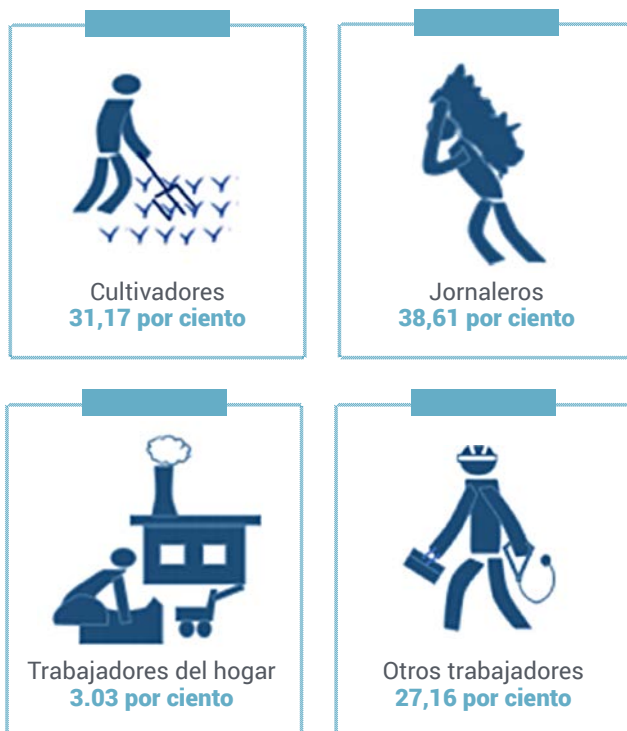 Cultivadores
31,17 por ciento
Jornaleros
38,61 por ciento
Trabajadores del hogar
3.03 por ciento
Otros trabajadores
27,16 por ciento